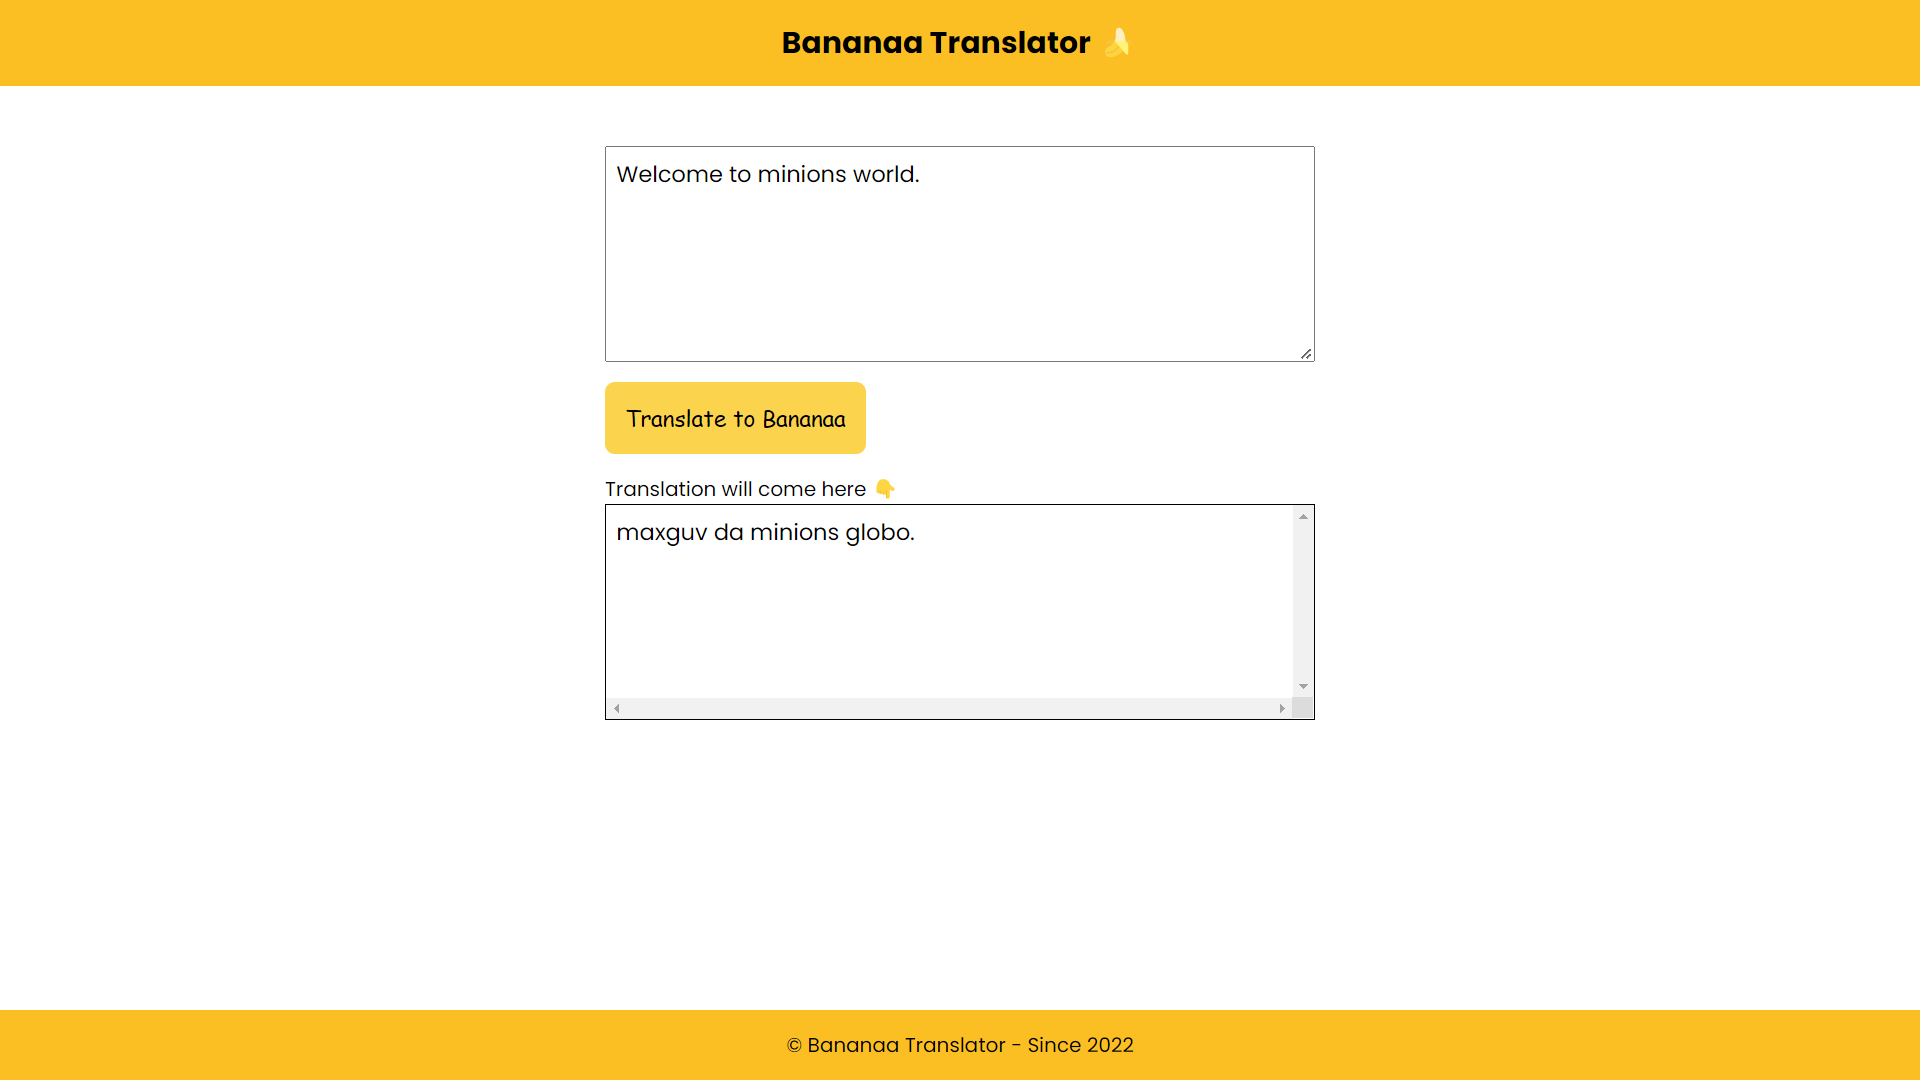 Bananaa Translator 🍌
Welcome to minions world.
Translate to Bananaa
Translation will come here 👇
maxguv da minions globo.
© Bananaa Translator - Since 2022